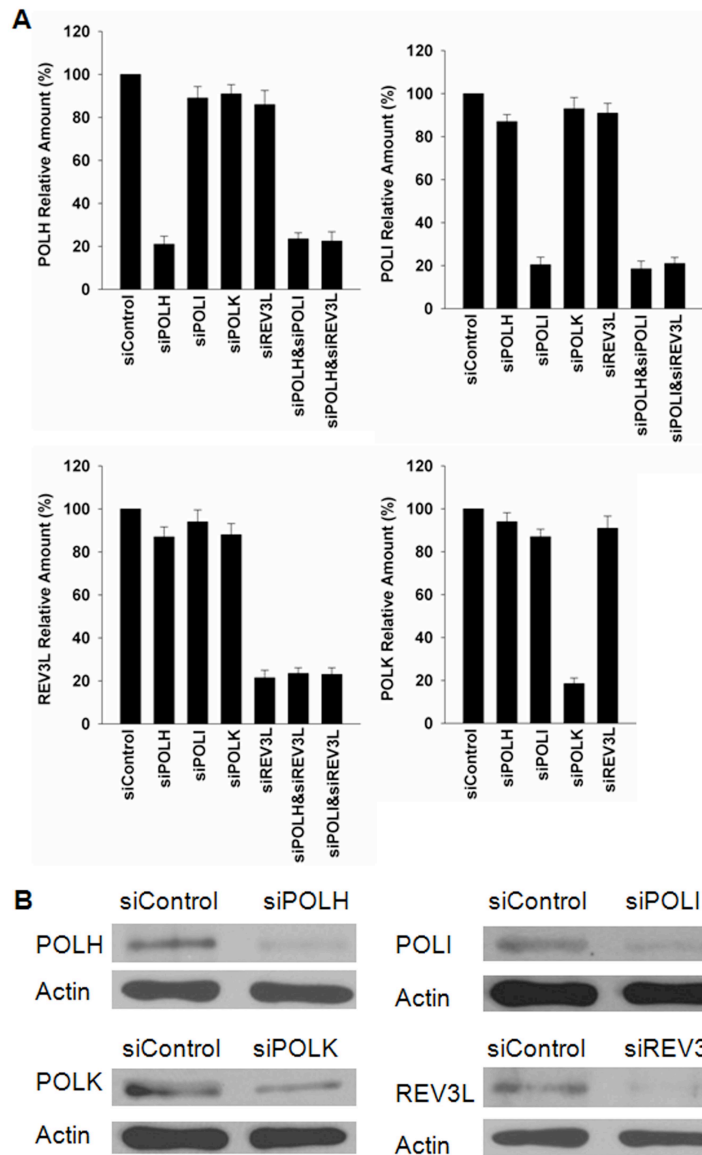 A
POLH Relative Amount (%)
120
100
80
60
40
20
0
siControl
siPOLH
siPOLI
siPOLK
siREV3L
siPOLH&siPOLI
siPOLH&siREV3L
POLI Relative Amount (%)
120
100
80
60
40
20
0
siControl
siPOLH
siPOLI
siPOLK
siREV3L
siPOLH&siPOLI
siPOLI&siREV3L
REV3L Relative Amount (%)
120
100
80
60
40
20
0
siControl
siPOLH
siPOLI
siPOLK
siREV3L
siPOLH&siREV3L
siPOLI&siREV3L
POLK Relative Amount (%)
120
100
80
60
40
20
0
siControl
siPOLH
siPOLI
siPOLK
siREV3L
B
siControl siPOLH
POLH
Actin
siControl siPOLI
POLI
Actin
siControl siPOLK
POLK
Actin
siControl siREV3
REV3L
Actin